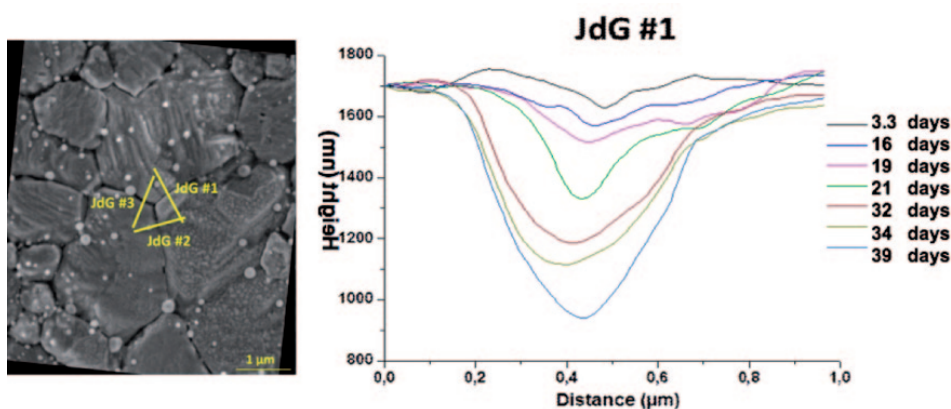 JdG #1
JdG #1
JdG #3
JdG #2
1 µm
Height (nm)
1800
1600
1400
1200
1000
800
0,0 0,2 0,4 0,6 0,8 1,0
Distance (µm)
3.3 days
16 days
19 days
21 days
32 days
34 days
39 days